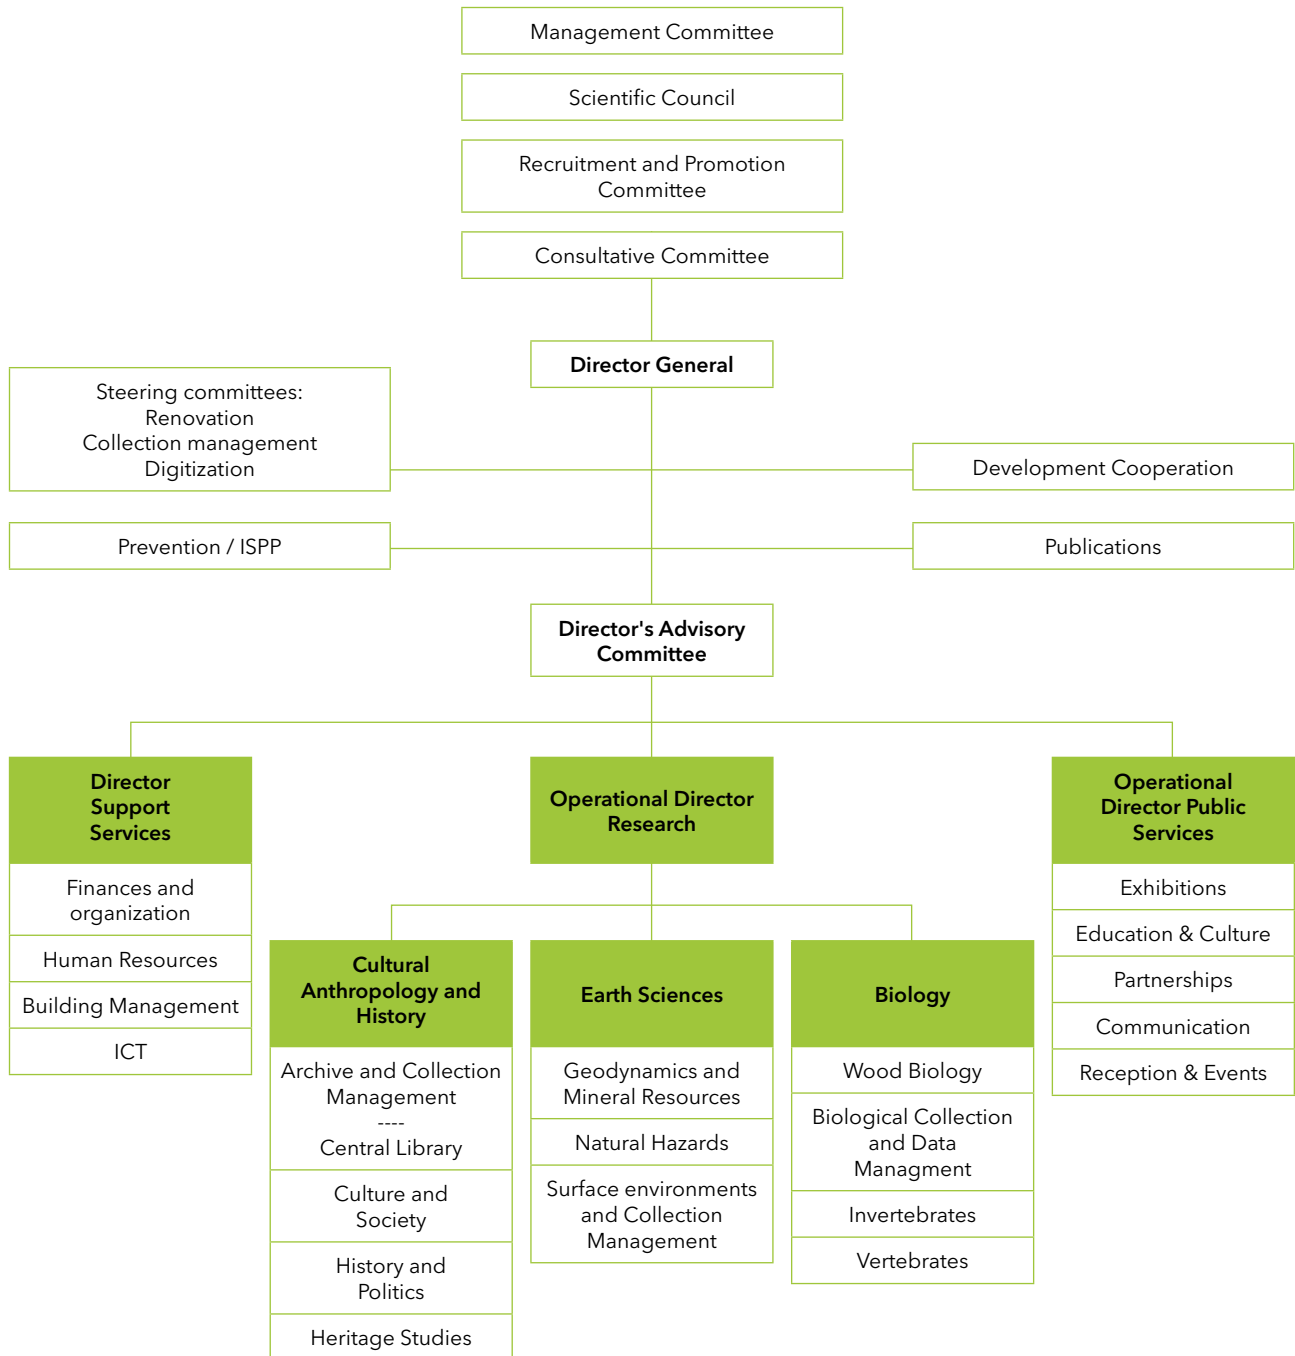 Management Committee
Scientific Council
Recruitment and Promotion
Committee
Consultative Committee
Director General
Steering committees:
Renovation
Collection management
Digitization
Development Cooperation
Prevention / ISPP
Publications
Director's Advisory
Committee
Director
Support
Services
Finances and
organization
Human Resources
Building Management
ICT
Operational Director
Research
Cultural
Anthropology and
History
Archive and Collection
Management
----
Central Library
Culture and
Society
History and
Politics
Heritage Studies
Earth Sciences
Geodynamics and
Mineral Resources
Natural Hazards
Surface environments
and Collection
Management
Biology
Wood Biology
Biological Collection
and Data
Managment
Invertebrates
Vertebrates
Operational
Director Public
Services
Exhibitions
Education & Culture
Partnerships
Communication
Reception & Events